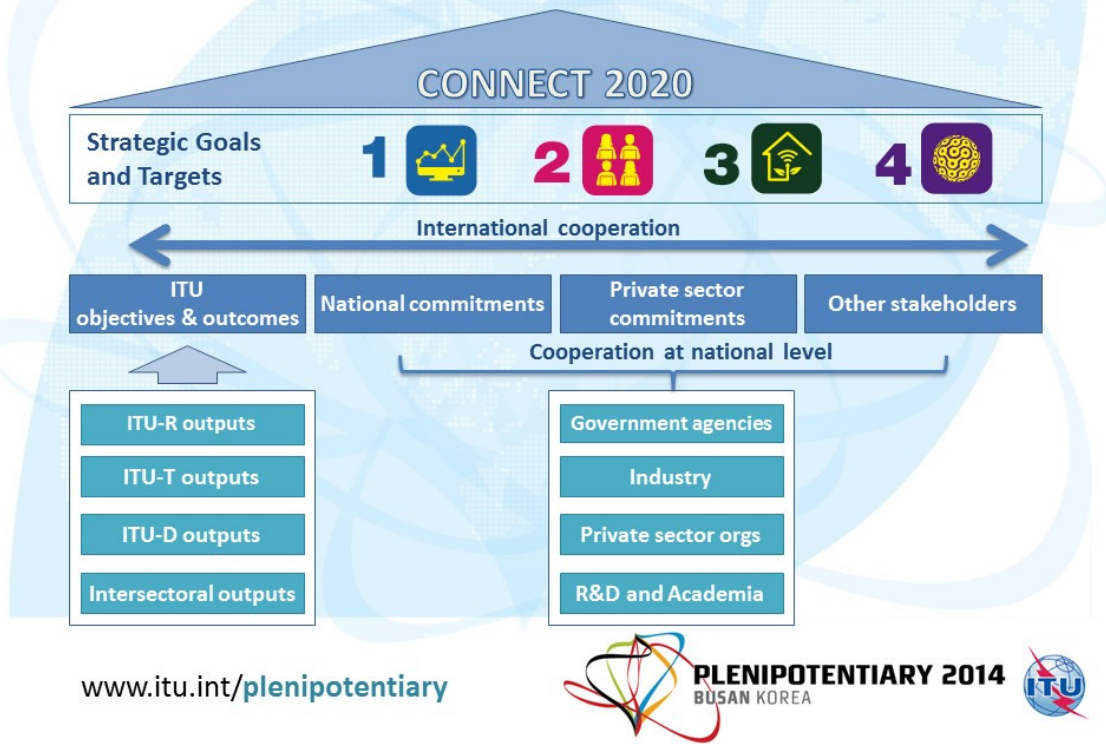 CONNECT 2020
Strategic Goals
and Targets
1
2
3
4
International cooperation
ITU
objectives & outcomes
National commitments
Private sector
commitments
Other stakeholders
Cooperation at national level
ITU-R outputs
ITU-T outputs
ITU-D outputs
Intersectoral outputs
Government agencies
Industry
Private sector orgs
R&D and Academia
www.itu.int/plenipotentiary
PLENIPOTENTIARY 2014
BUSAN KOREA
ITU